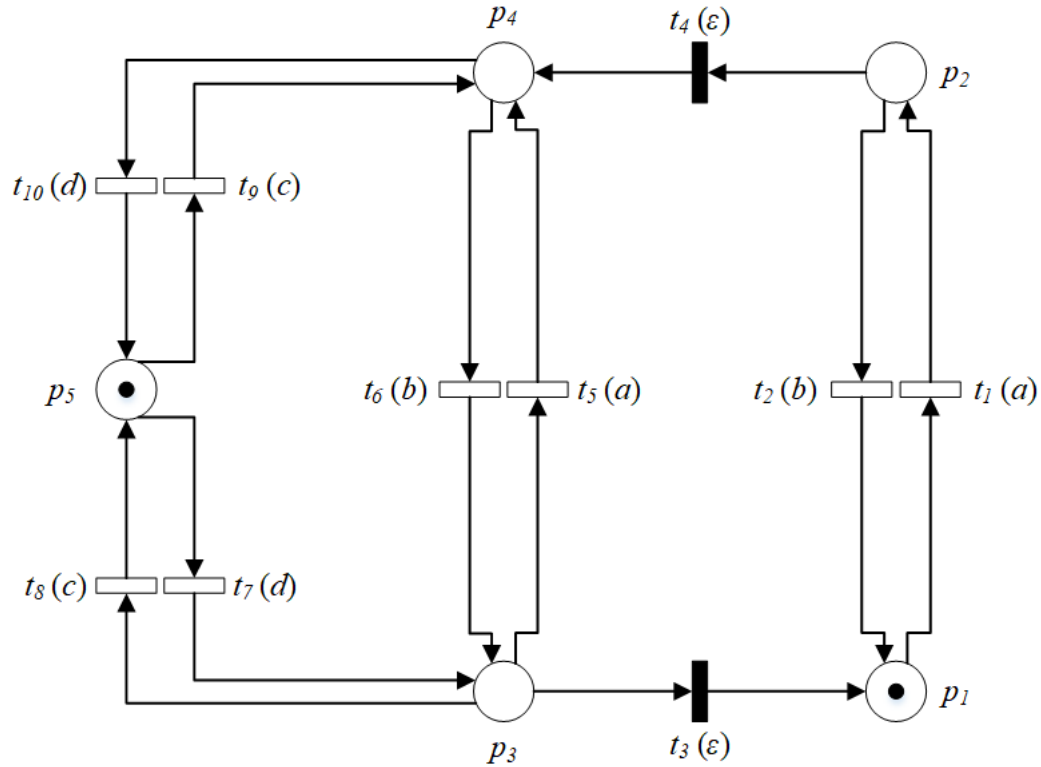 p4
t4 (ε)
p2
t10 (d)
t9 (c)
p5
t6 (b)
t5 (a)
t2 (b)
t1 (a)
t8 (c)
t7 (d)
p3
t3 (ε)
p1